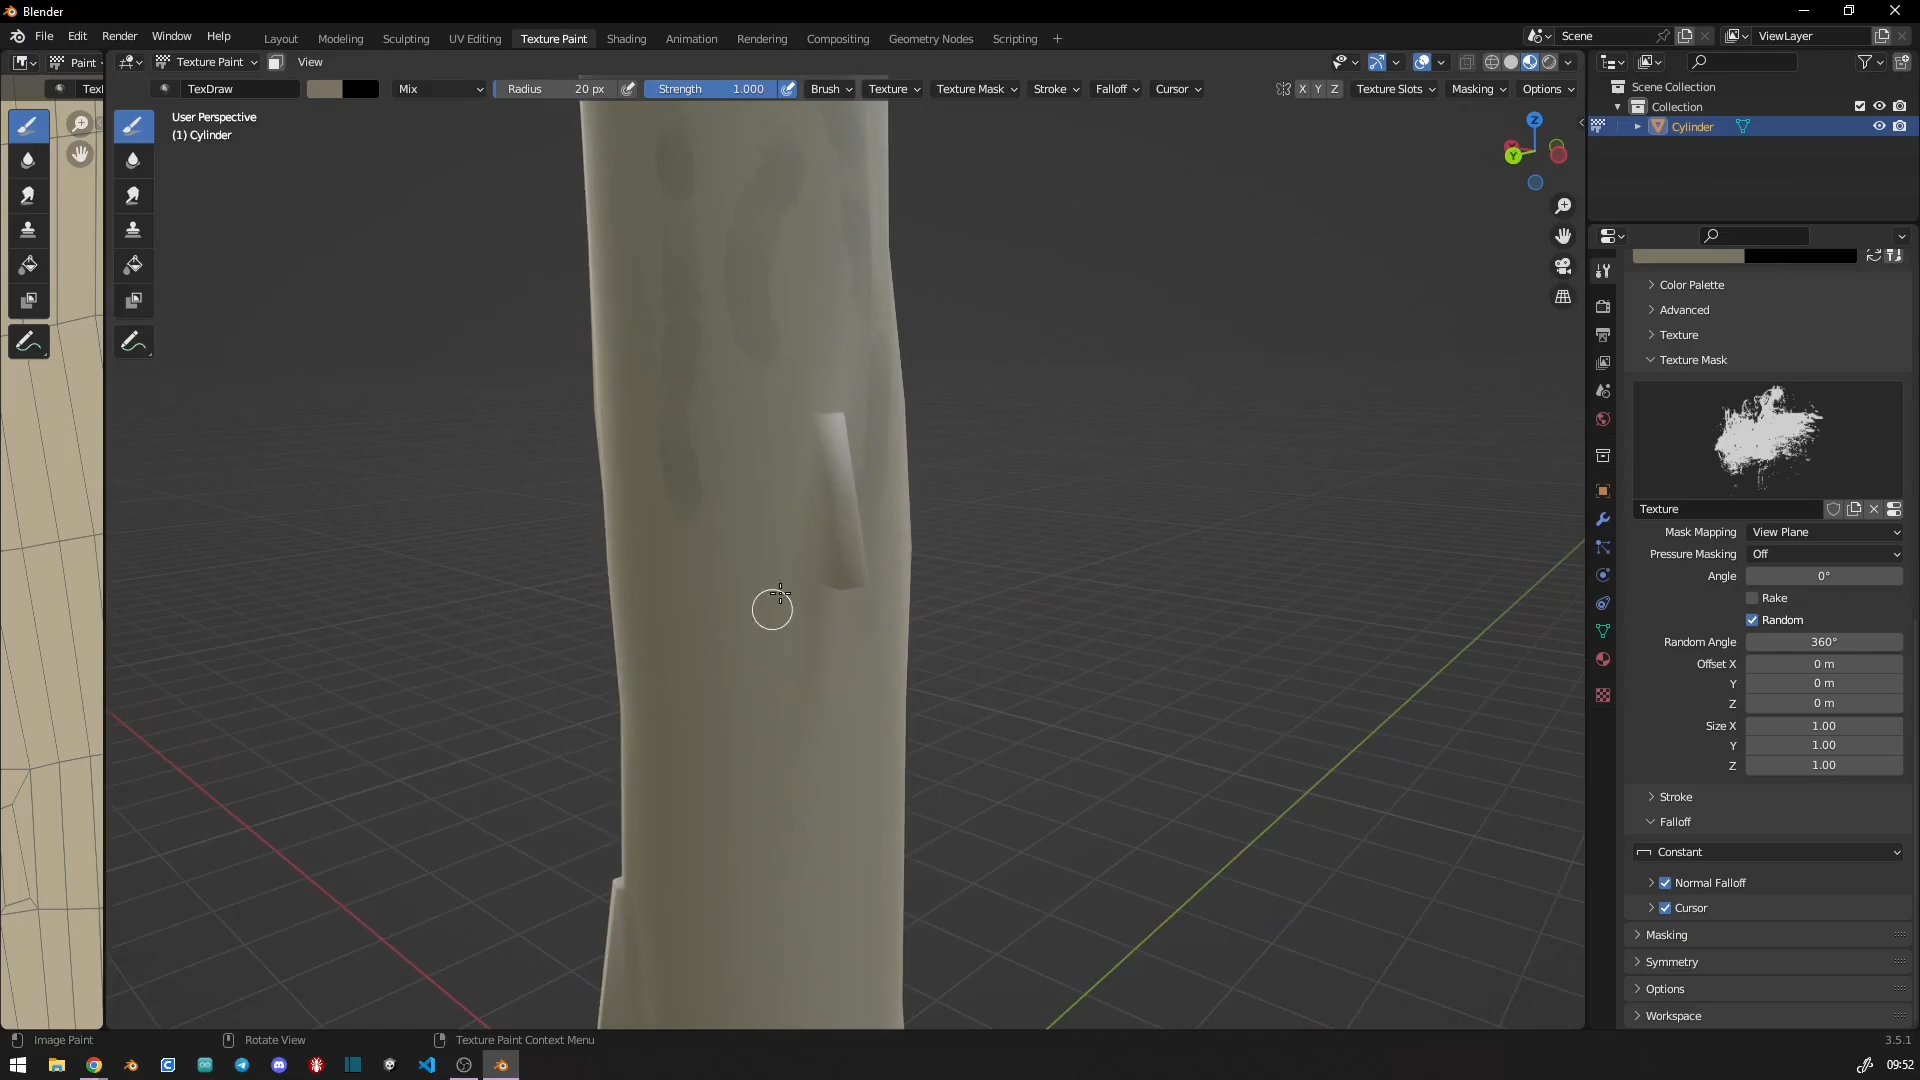 Blender
File Edit Render Window Help
Layout Modeling Sculpting UV Editing Texture Paint Shading Animation Rendering Compositing Geometry Nodes Scripting
Scene
ViewLayer
Paint
Texture Paint
View
Tex
TexDraw
Mix
Radius 20 px
Strength 1.000
Brush
Texture
Texture Mask
Stroke
Falloff
Cursor
X Y Z
Texture Slots
Masking
Options
User Perspective
(1) Cylinder
Z
Y
Scene Collection
Collection
Cylinder
Color Palette
Advanced
Texture
Texture Mask
Texture
Mask Mapping View Plane
Pressure Masking Off
Angle 0°
Rake
Random
Random Angle 360°
Offset X 0 m
Y 0 m
Z 0 m
Size X 1.00
Y 1.00
Z 1.00
Stroke
Falloff
Constant
Normal Falloff
Cursor
Masking
Symmetry
Options
Workspace
Image Paint
Rotate View
Texture Paint Context Menu
3.5.1
09:52